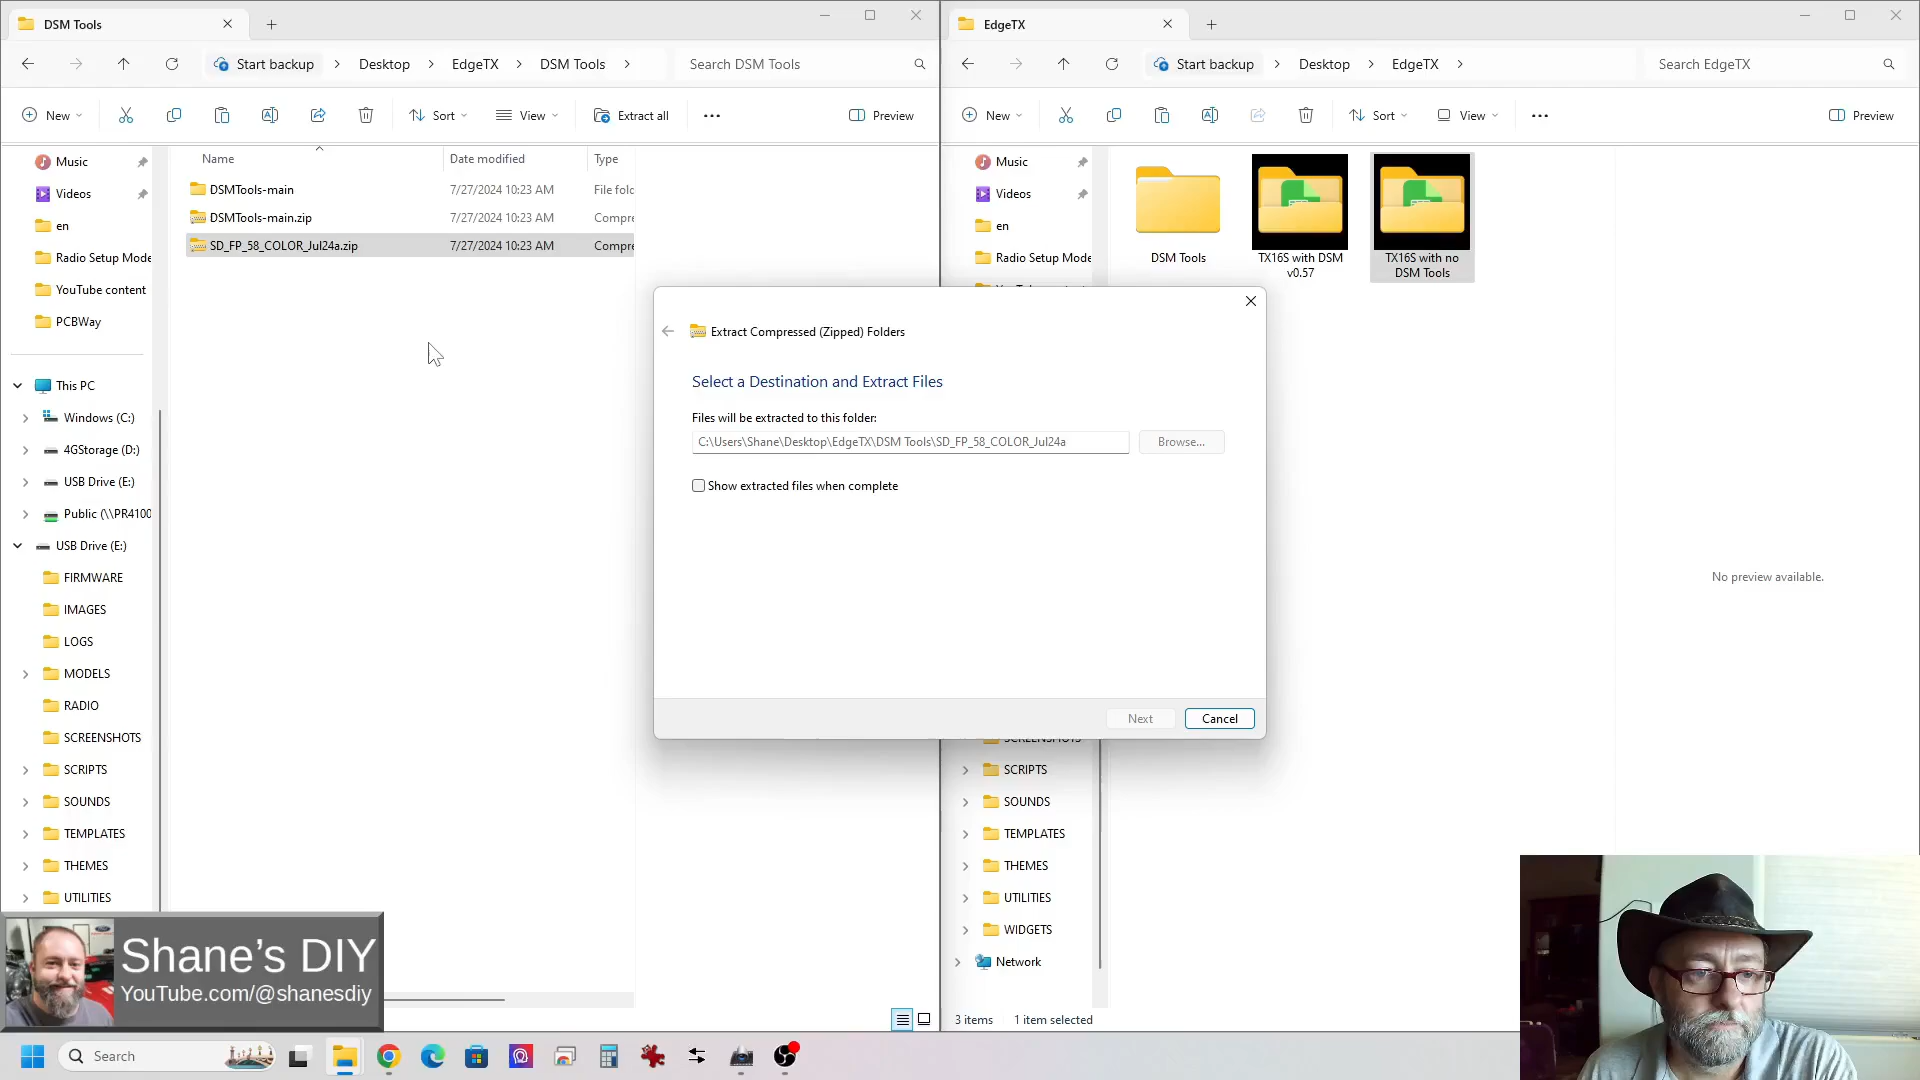 DSM Tools
Start backup
Desktop
EdgeTX
DSM Tools
Search DSM Tools
New
Sort
View
Extract all
Preview
Name
Date modified
Type
Music
Videos
en
Radio Setup Mode
YouTube content
PCBWay
DSMTools-main
7/27/2024 10:23 AM
File folc
DSMTools-main.zip
7/27/2024 10:23 AM
Compre
SD_FP_58_COLOR_Jul24a.zip
7/27/2024 10:23 AM
Compre
This PC
Windows (C:)
4GStorage (D:)
USB Drive (E:)
Public (\\PR4100
USB Drive (E:)
FIRMWARE
IMAGES
LOGS
MODELS
RADIO
SCREENSHOTS
SCRIPTS
SOUNDS
TEMPLATES
THEMES
UTILITIES
EdgeTX
Start backup
Desktop
EdgeTX
Search EdgeTX
New
Sort
View
Preview
Music
Videos
en
Radio Setup Mode
DSM Tools
TX16S with DSM
v0.57
TX16S with no
DSM Tools
No preview available.
Extract Compressed (Zipped) Folders
Select a Destination and Extract Files
Files will be extracted to this folder:
C:\Users\Shane\Desktop\EdgeTX\DSM Tools\SD_FP_58_COLOR_Jul24a
Browse...
Show extracted files when complete
Next
Cancel
SCREENSHOTS
SCRIPTS
SOUNDS
TEMPLATES
THEMES
UTILITIES
WIDGETS
Network
3 items
1 item selected
Shane's DIY
YouTube.com/@shanesdiy
Search